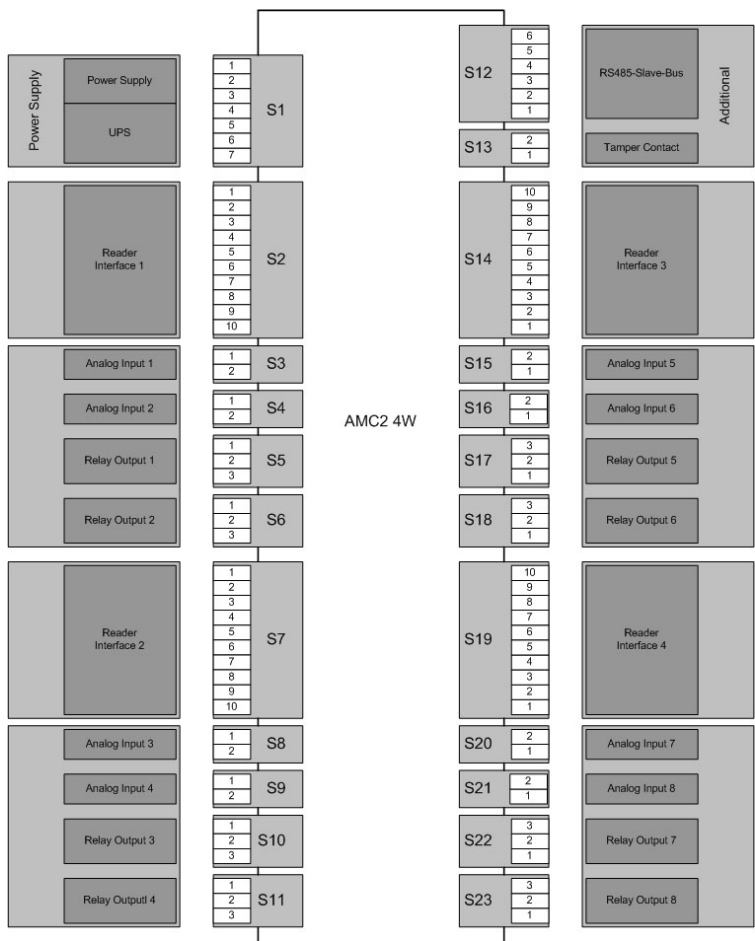 Power Supply
Power Supply
UPS
1
2
3
4
5
6
7
S1
Reader
Interface 1
1
2
3
4
5
6
7
8
9
10
S2
Analog Input 1
1
2
S3
Analog Input 2
1
2
S4
Relay Output 1
1
2
3
S5
Relay Output 2
1
2
3
S6
Reader
Interface 2
1
2
3
4
5
6
7
8
9
10
S7
Analog Input 3
1
2
S8
Analog Input 4
1
2
S9
Relay Output 3
1
2
3
S10
Relay Outputl 4
1
2
3
S11
AMC2 4W
S12
6
5
4
3
2
1
RS485-Slave-Bus
Additional
S13
2
1
Tamper Contact
S14
10
9
8
7
6
5
4
3
2
1
Reader
Interface 3
S15
2
1
Analog Input 5
S16
2
1
Analog Input 6
S17
3
2
1
Relay Output 5
S18
3
2
1
Relay Output 6
S19
10
9
8
7
6
5
4
3
2
1
Reader
Interface 4
S20
2
1
Analog Input 7
S21
2
1
Analog Input 8
S22
3
2
1
Relay Output 7
S23
3
2
1
Relay Output 8